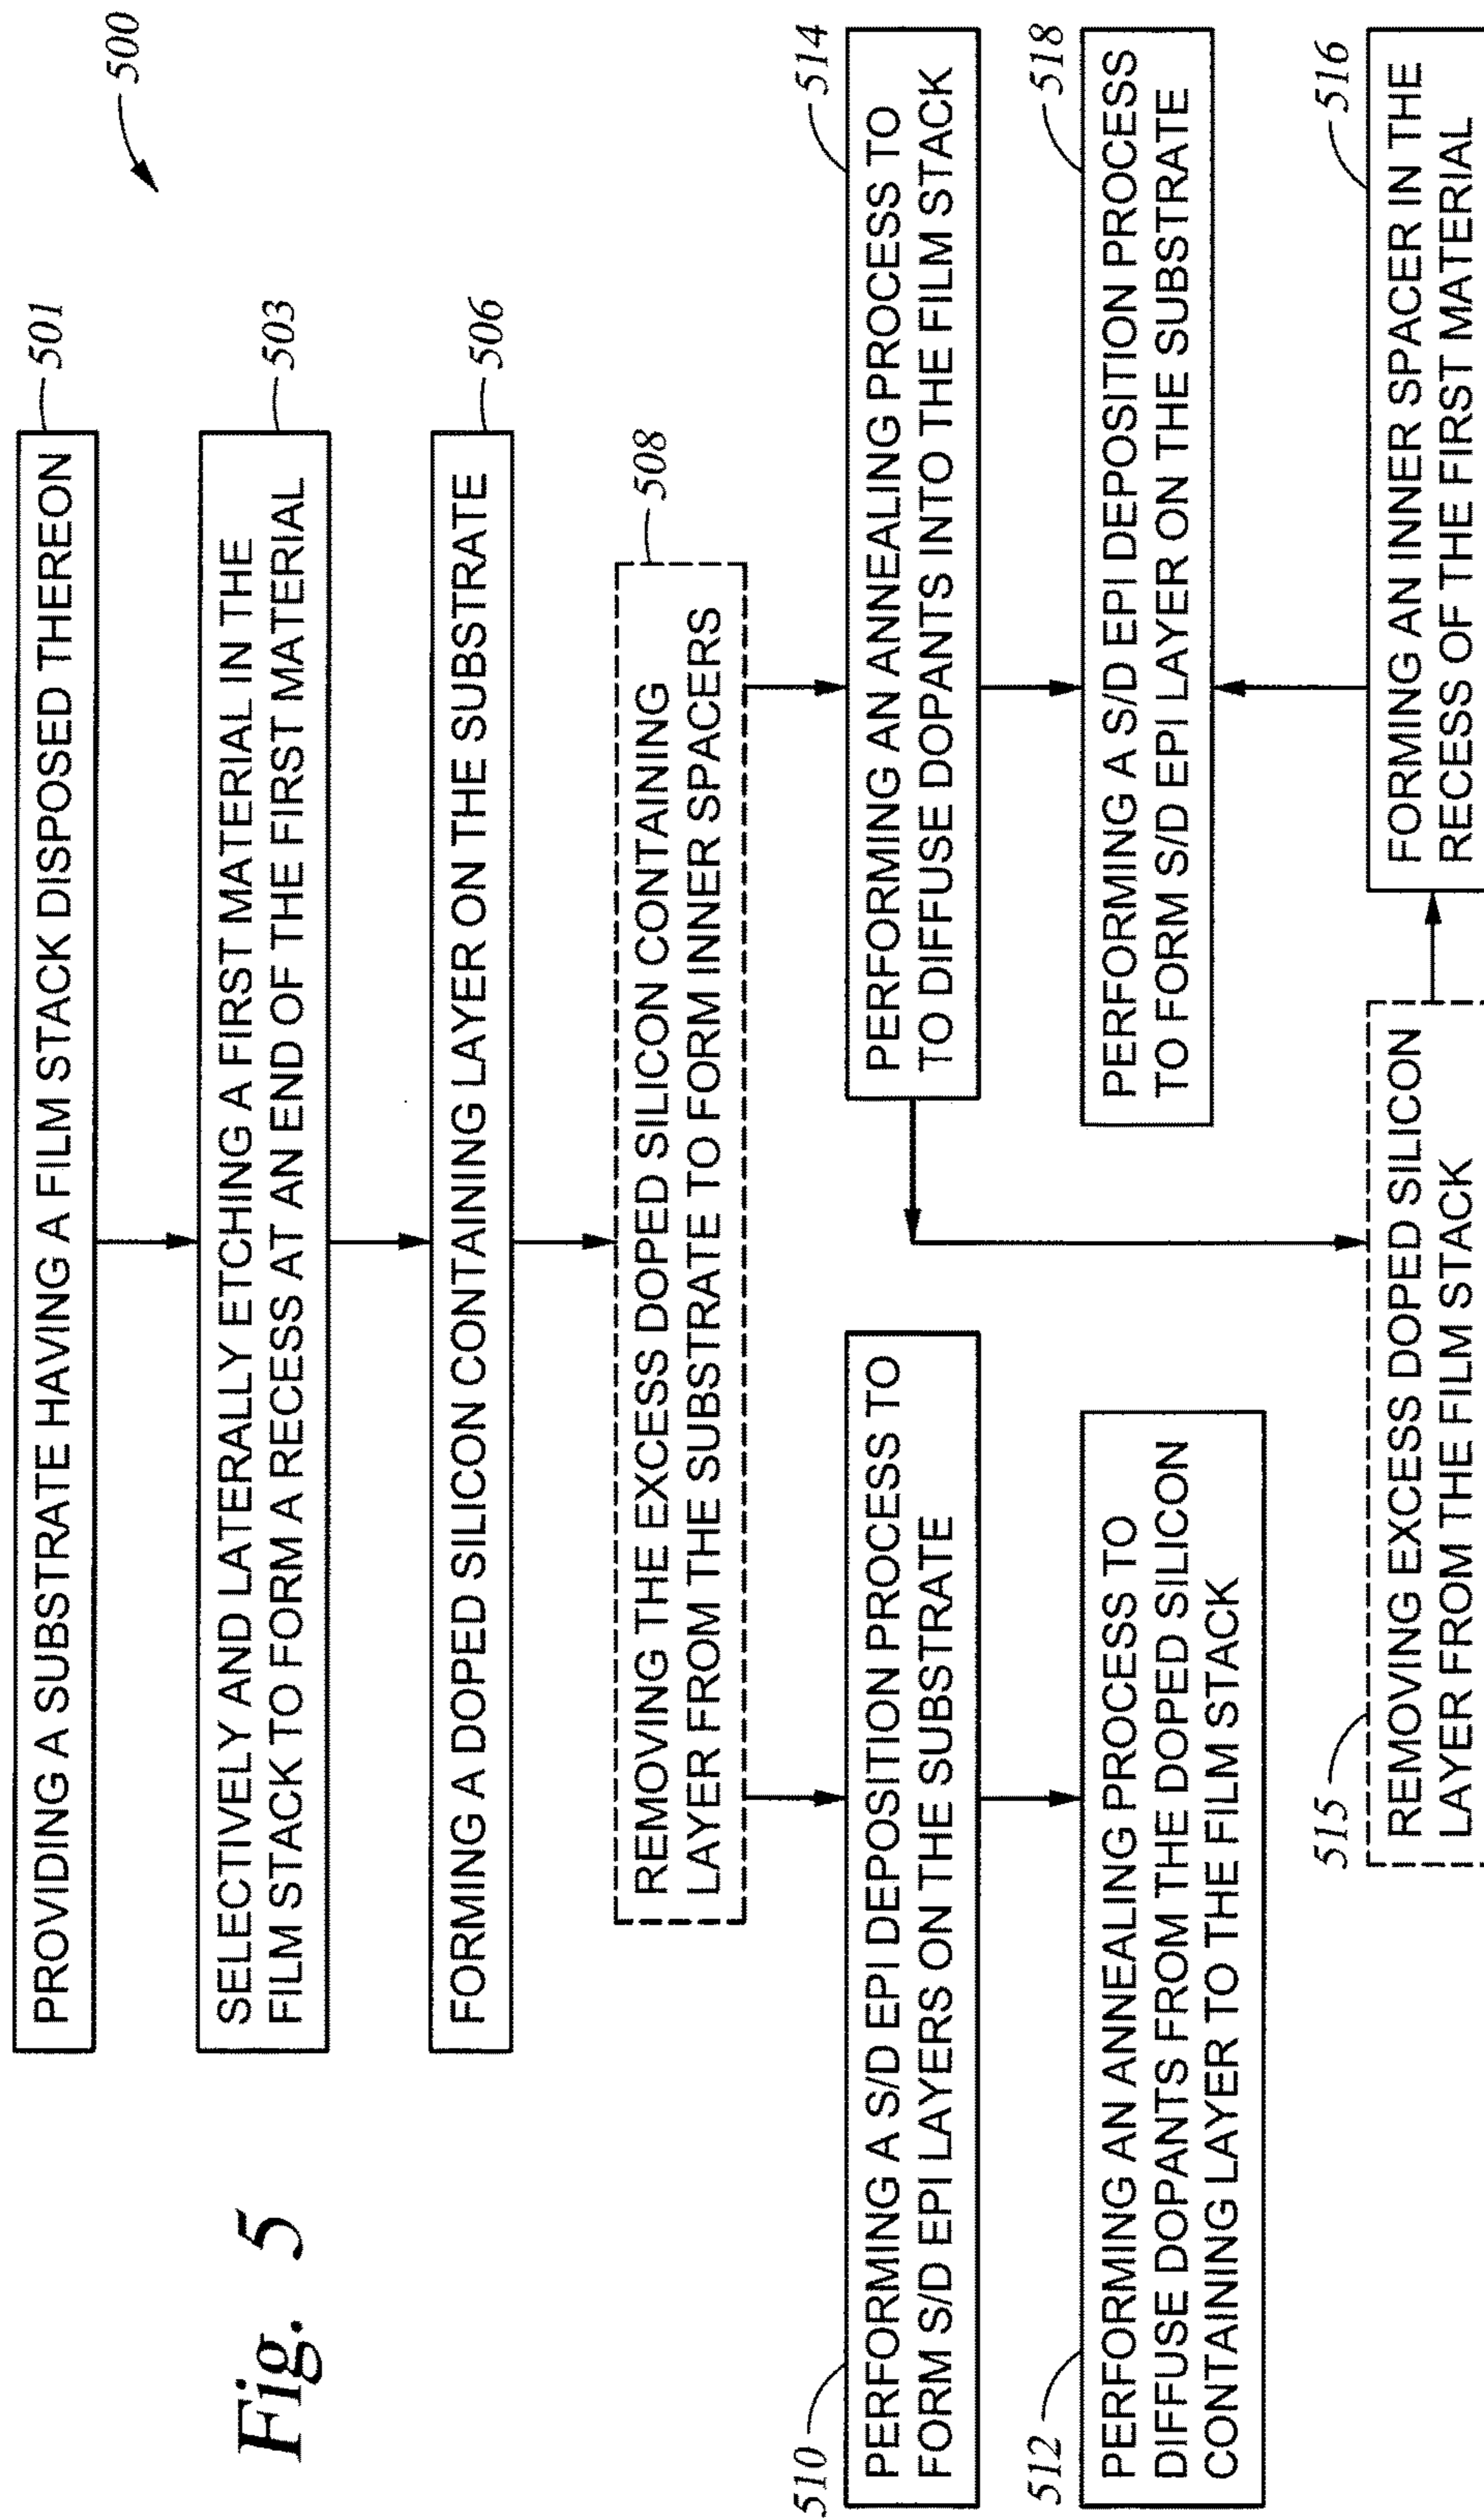 Fig. 5
500
501
PROVIDING A SUBSTRATE HAVING A FILM STACK DISPOSED THEREON
503
SELECTIVELY AND LATERALLY ETCHING A FIRST MATERIAL IN THE
FILM STACK TO FORM A RECESS AT AN END OF THE FIRST MATERIAL
506
FORMING A DOPED SILICON CONTAINING LAYER ON THE SUBSTRATE
508
REMOVING THE EXCESS DOPED SILICON CONTAINING
LAYER FROM THE SUBSTRATE TO FORM INNER SPACERS
510
PERFORMING A S/D EPI DEPOSITION PROCESS TO
FORM S/D EPI LAYERS ON THE SUBSTRATE
512
PERFORMING AN ANNEALING PROCESS TO
DIFFUSE DOPANTS FROM THE DOPED SILICON
CONTAINING LAYER TO THE FILM STACK
514
PERFORMING AN ANNEALING PROCESS TO
TO DIFFUSE DOPANTS INTO THE FILM STACK
518
PERFORMING A S/D EPI DEPOSITION PROCESS
TO FORM S/D EPI LAYER ON THE SUBSTRATE
515
REMOVING EXCESS DOPED SILICON
LAYER FROM THE FILM STACK
516
FORMING AN INNER SPACER IN THE
RECESS OF THE FIRST MATERIAL